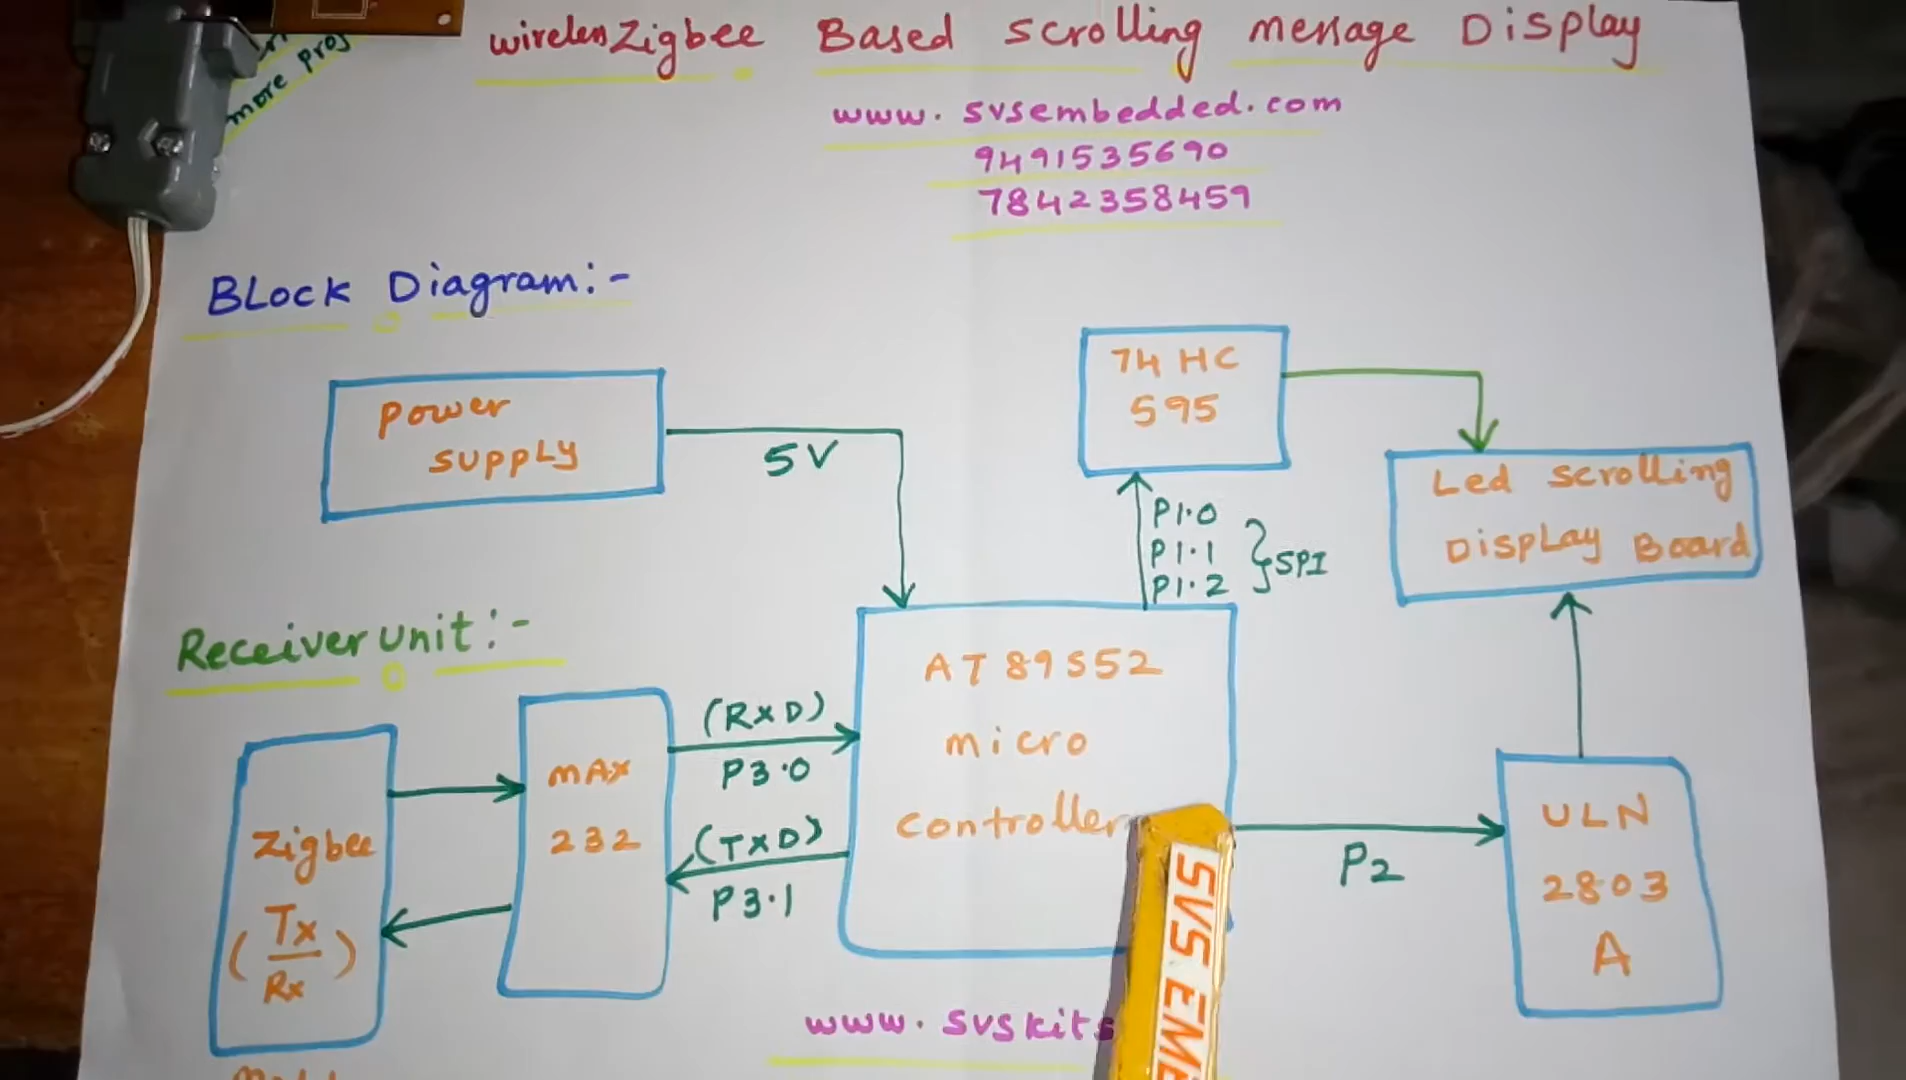 more
wireless Zigbee Based scrolling message Display
www.svsembedded.com
9491535690
7842358459
BLock Diagram:-
power
supply
5V
74 HC
595
P1.0
P1.1
P1.2
SPI
Led scrolling
Display Board
Receiver unit:-
Zigbee
(Tx/Rx)
MAX
232
(RXD)
P3.0
(TXD)
P3.1
AT 89S52
micro
controller
P2
ULN
2803
A
www.svskits
SVS EMB